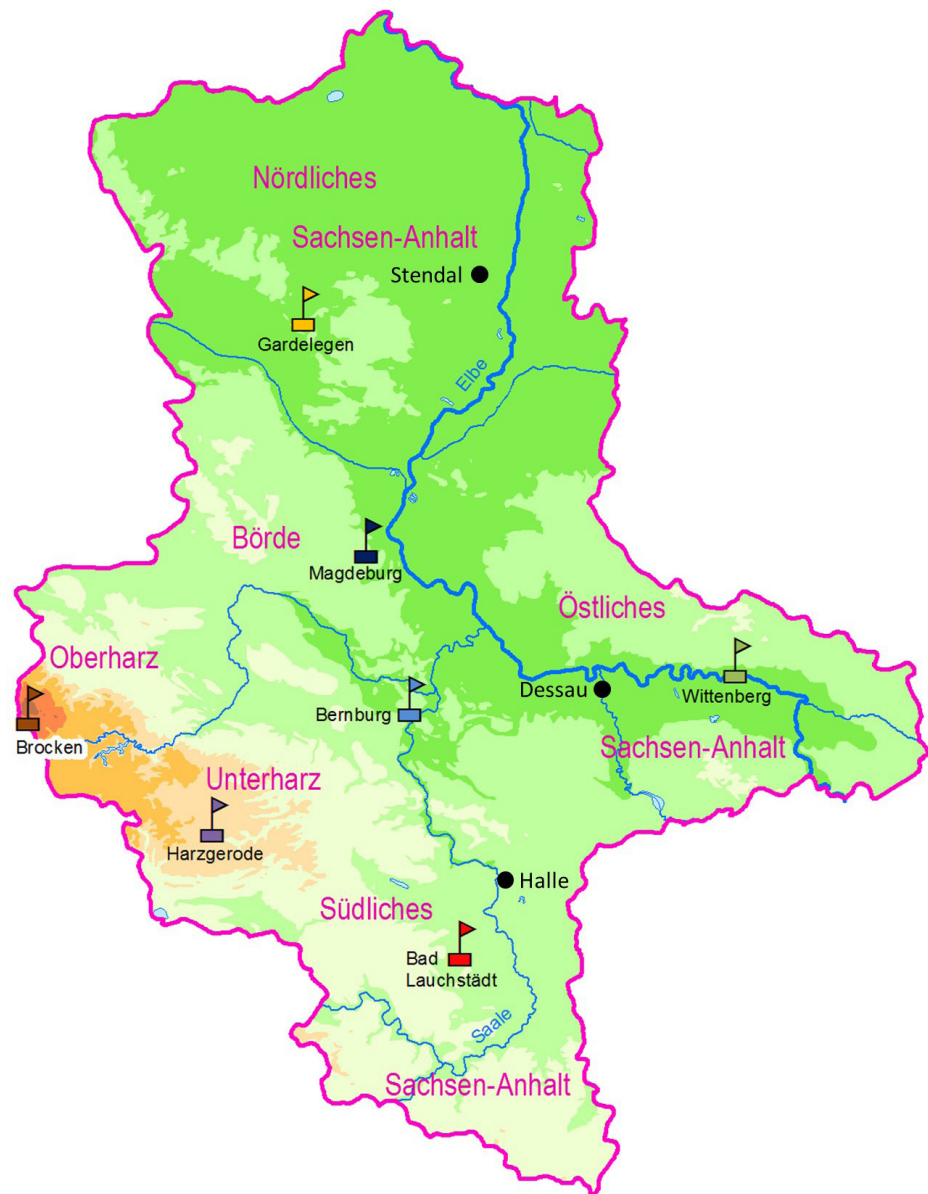 Nördliches
Sachsen-Anhalt
Stendal
Gardelegen
Elbe
Börde
Magdeburg
Östliches
Oberharz
Dessau
Wittenberg
Bernburg
Brocken
Sachsen-Anhalt
Unterharz
Harzgerode
Halle
Südliches
Bad
Lauchstädt
Saale
Sachsen-Anhalt